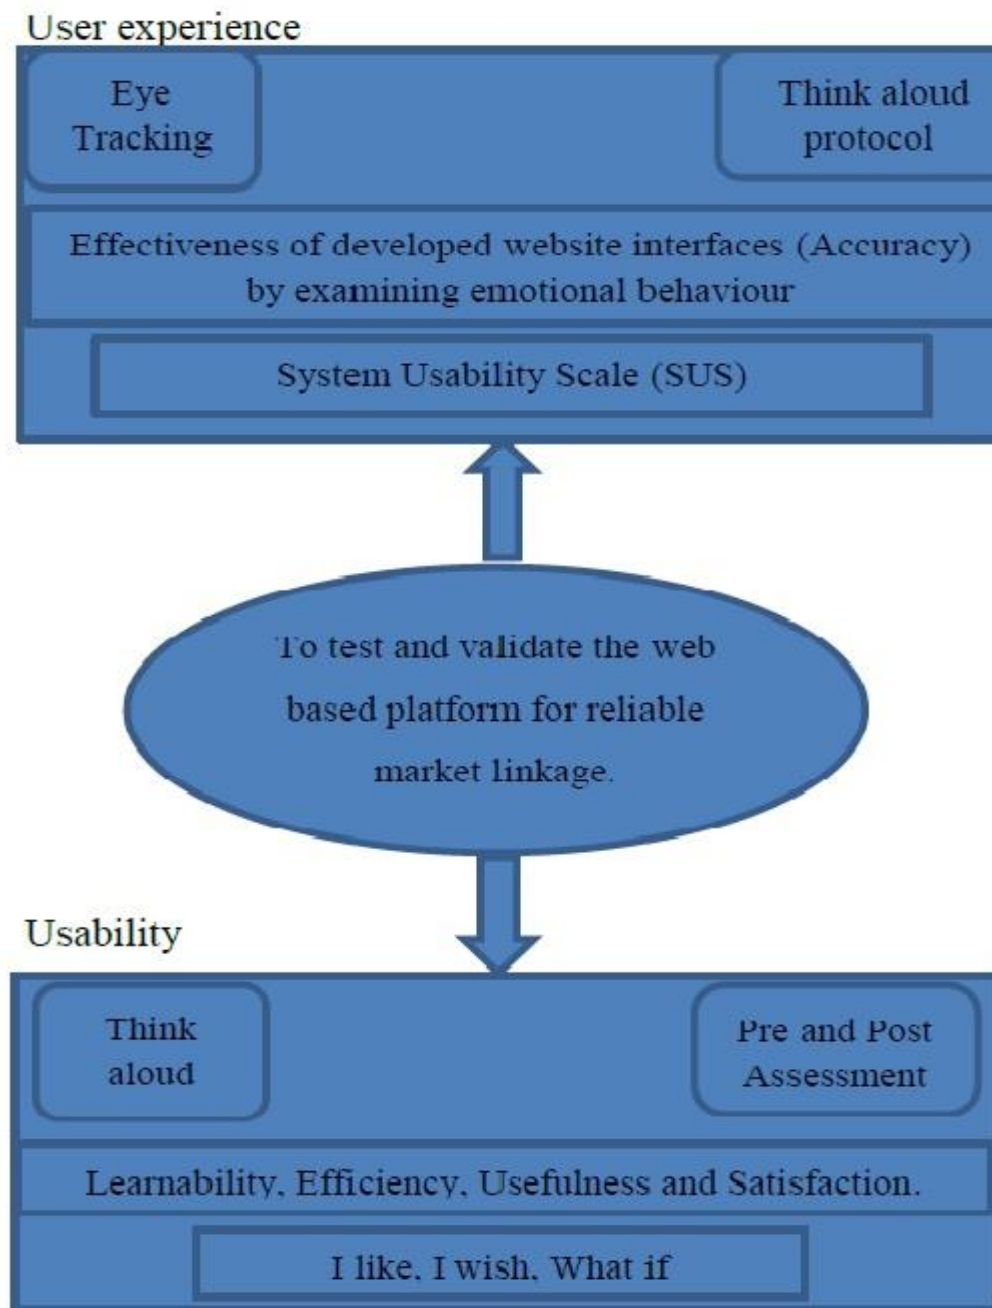 User experience
Eye
Tracking
Think aloud
protocol
Effectiveness of developed website interfaces (Accuracy)
by examining emotional behaviour
System Usability Scale (SUS)
To test and validate the web
based platform for reliable
market linkage.
Usability
Think
aloud
Pre and Post
Assessment
Learnability, Efficiency, Usefulness and Satisfaction.
I like, I wish, What if